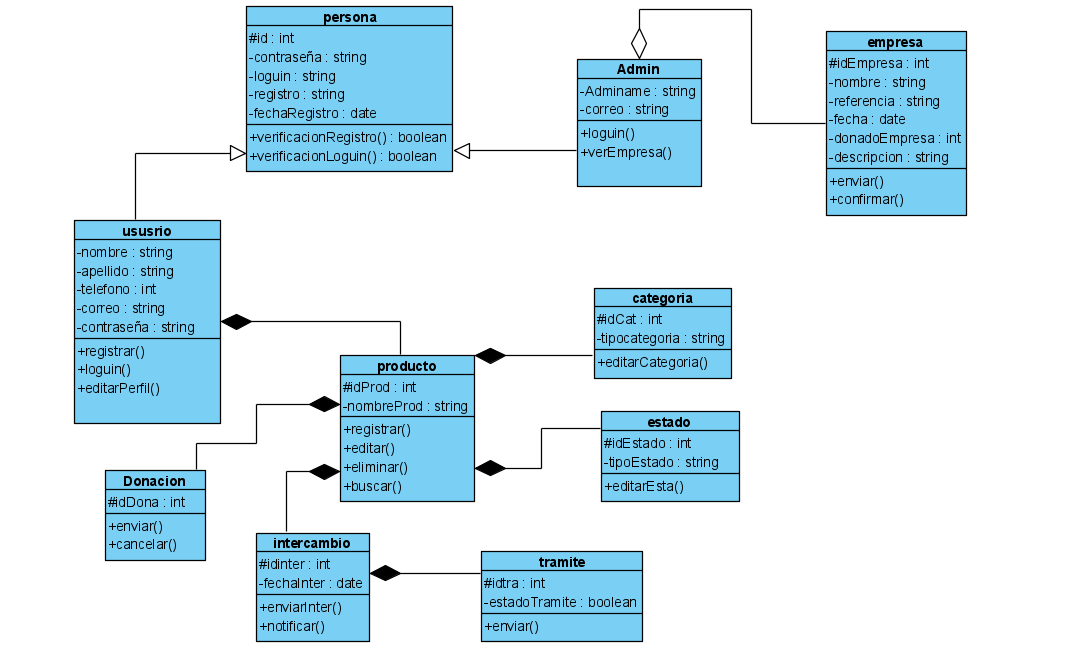 persona
#id : int
-contraseña : string
-loguin : string
-registro : string
-fechaRegistro : date
+verificacionRegistro() : boolean
+verificacionLoguin() : boolean
Admin
-Adminame : string
-correo : string
+loguin()
+verEmpresa()
empresa
#idEmpresa : int
-nombre : string
-referencia : string
-fecha : date
-donadoEmpresa : int
-descripcion : string
+enviar()
+confirmar()
ususrio
-nombre : string
-apellido : string
-telefono : int
-correo : string
-contraseña : string
+registrar()
+loguin()
+editarPerfil()
categoria
#idCat : int
-tipocategoria : string
+editarCategoria()
producto
#idProd : int
-nombreProd : string
+registrar()
+editar()
+eliminar()
+buscar()
estado
#idEstado : int
-tipoEstado : string
+editarEsta()
Donacion
#idDona : int
+enviar()
+cancelar()
intercambio
#idinter : int
-fechaInter : date
+enviarInter()
+notificar()
tramite
#idtra : int
-estadoTramite : boolean
+enviar()